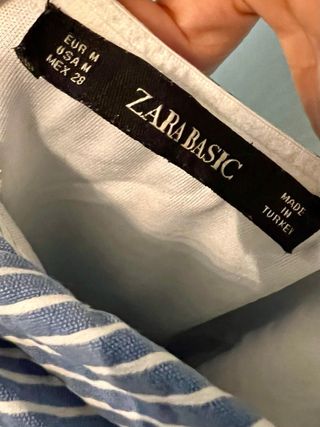 EUR M
USA M
MEX 28
ZARA BASIC
MADE
IN
TURKEY